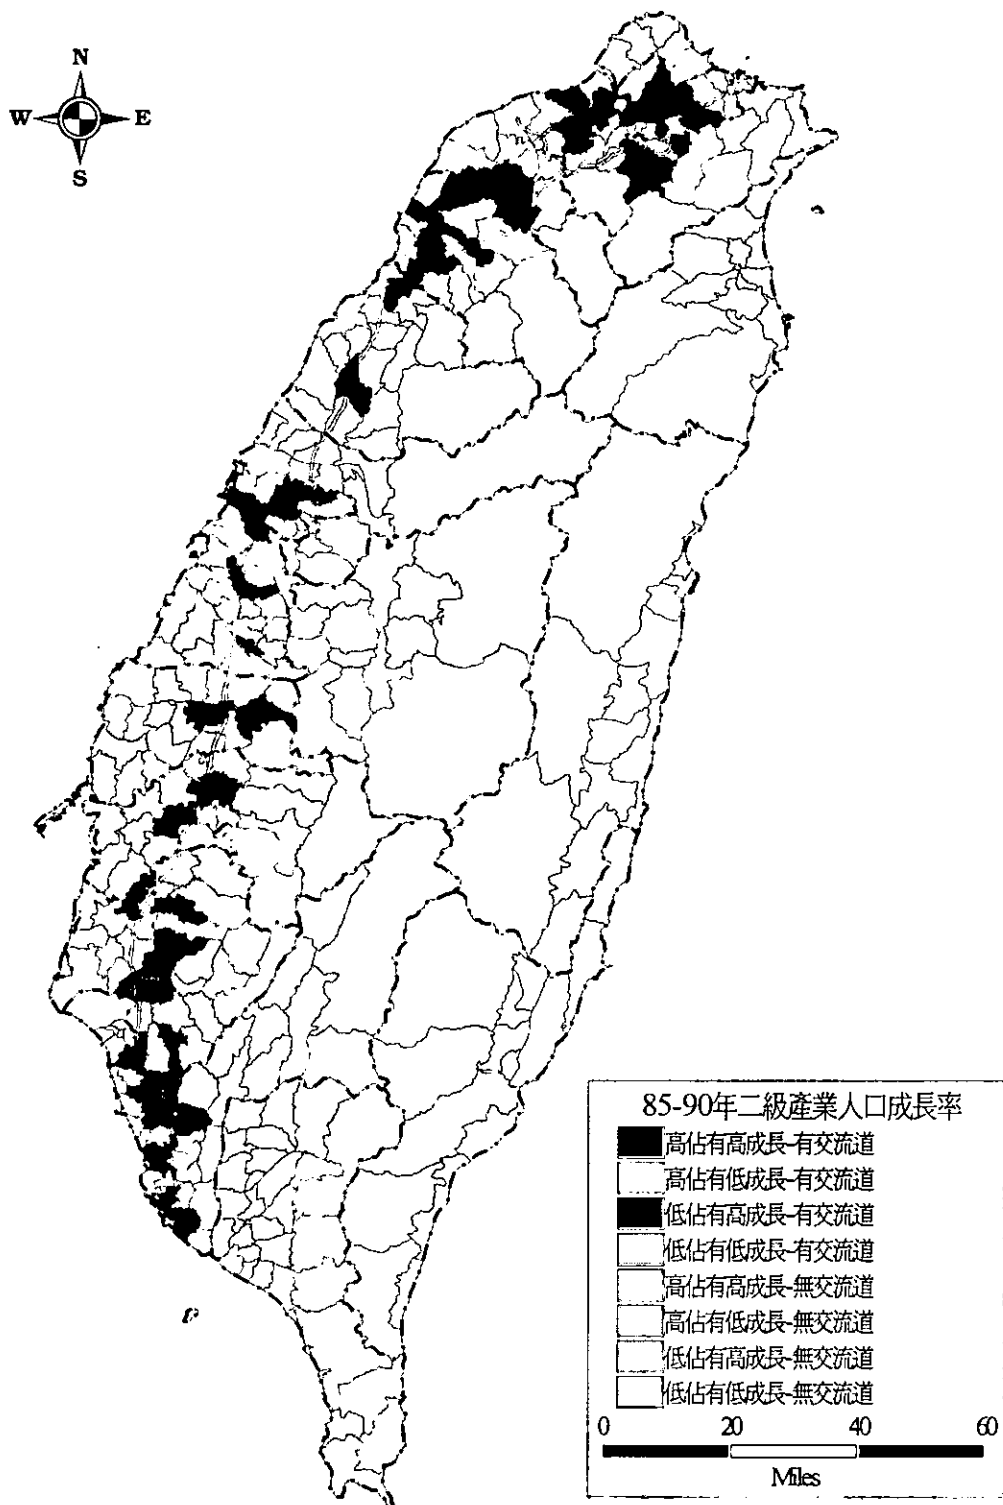 N
W E
S
85-90年二級產業人口成長率
高佔有高成長-有交流道
高佔有低成長-有交流道
低佔有高成長-有交流道
低佔有低成長-有交流道
高佔有高成長-無交流道
高佔有低成長-無交流道
低佔有高成長-無交流道
低佔有低成長-無交流道
0 20 40 60
Miles